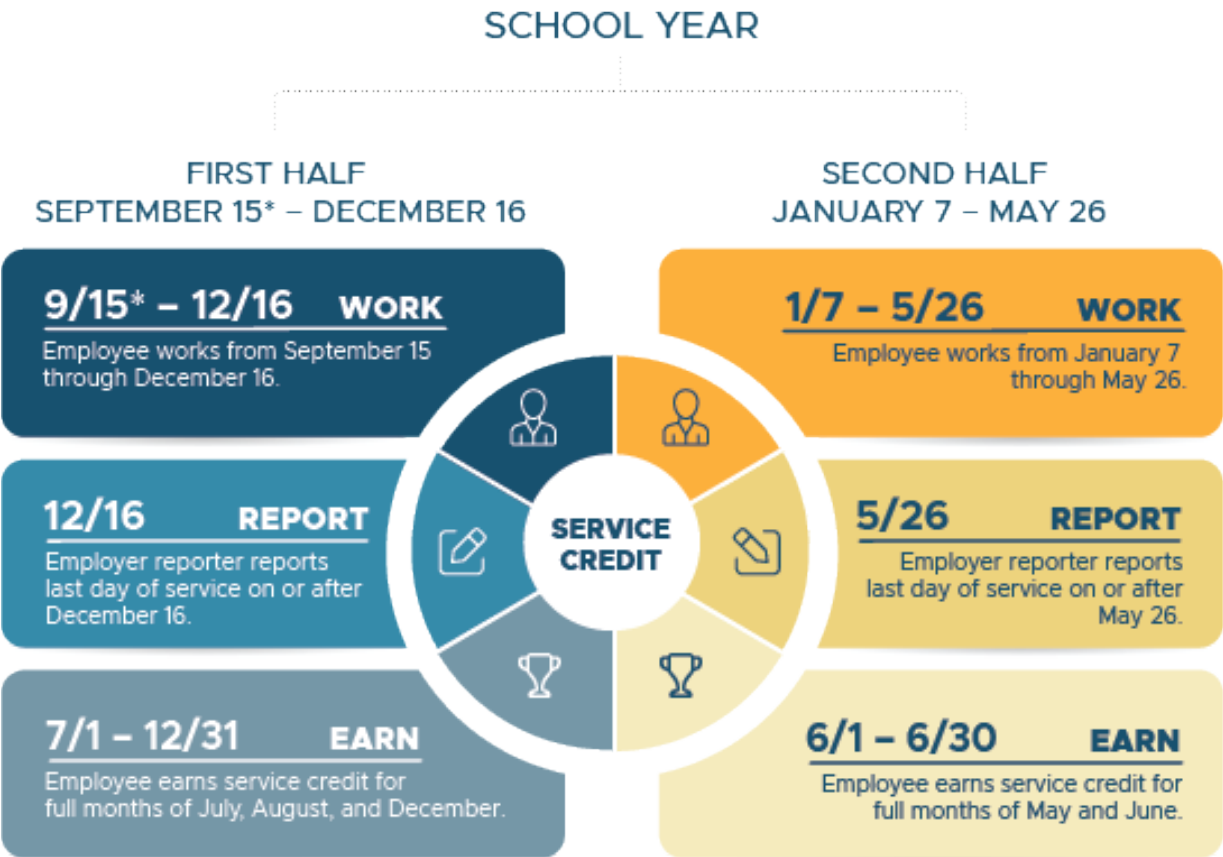 SCHOOL YEAR
FIRST HALF
SEPTEMBER 15* – DECEMBER 16
9/15* – 12/16 WORK
Employee works from September 15
through December 16.
12/16 REPORT
Employer reporter reports
last day of service on or after
December 16.
7/1 – 12/31 EARN
Employee earns service credit for
full months of July, August, and December.
SERVICE
CREDIT
SECOND HALF
JANUARY 7 – MAY 26
1/7 – 5/26 WORK
Employee works from January 7
through May 26.
5/26 REPORT
Employer reporter reports
last day of service on or after
May 26.
6/1 – 6/30 EARN
Employee earns service credit for
full months of May and June.